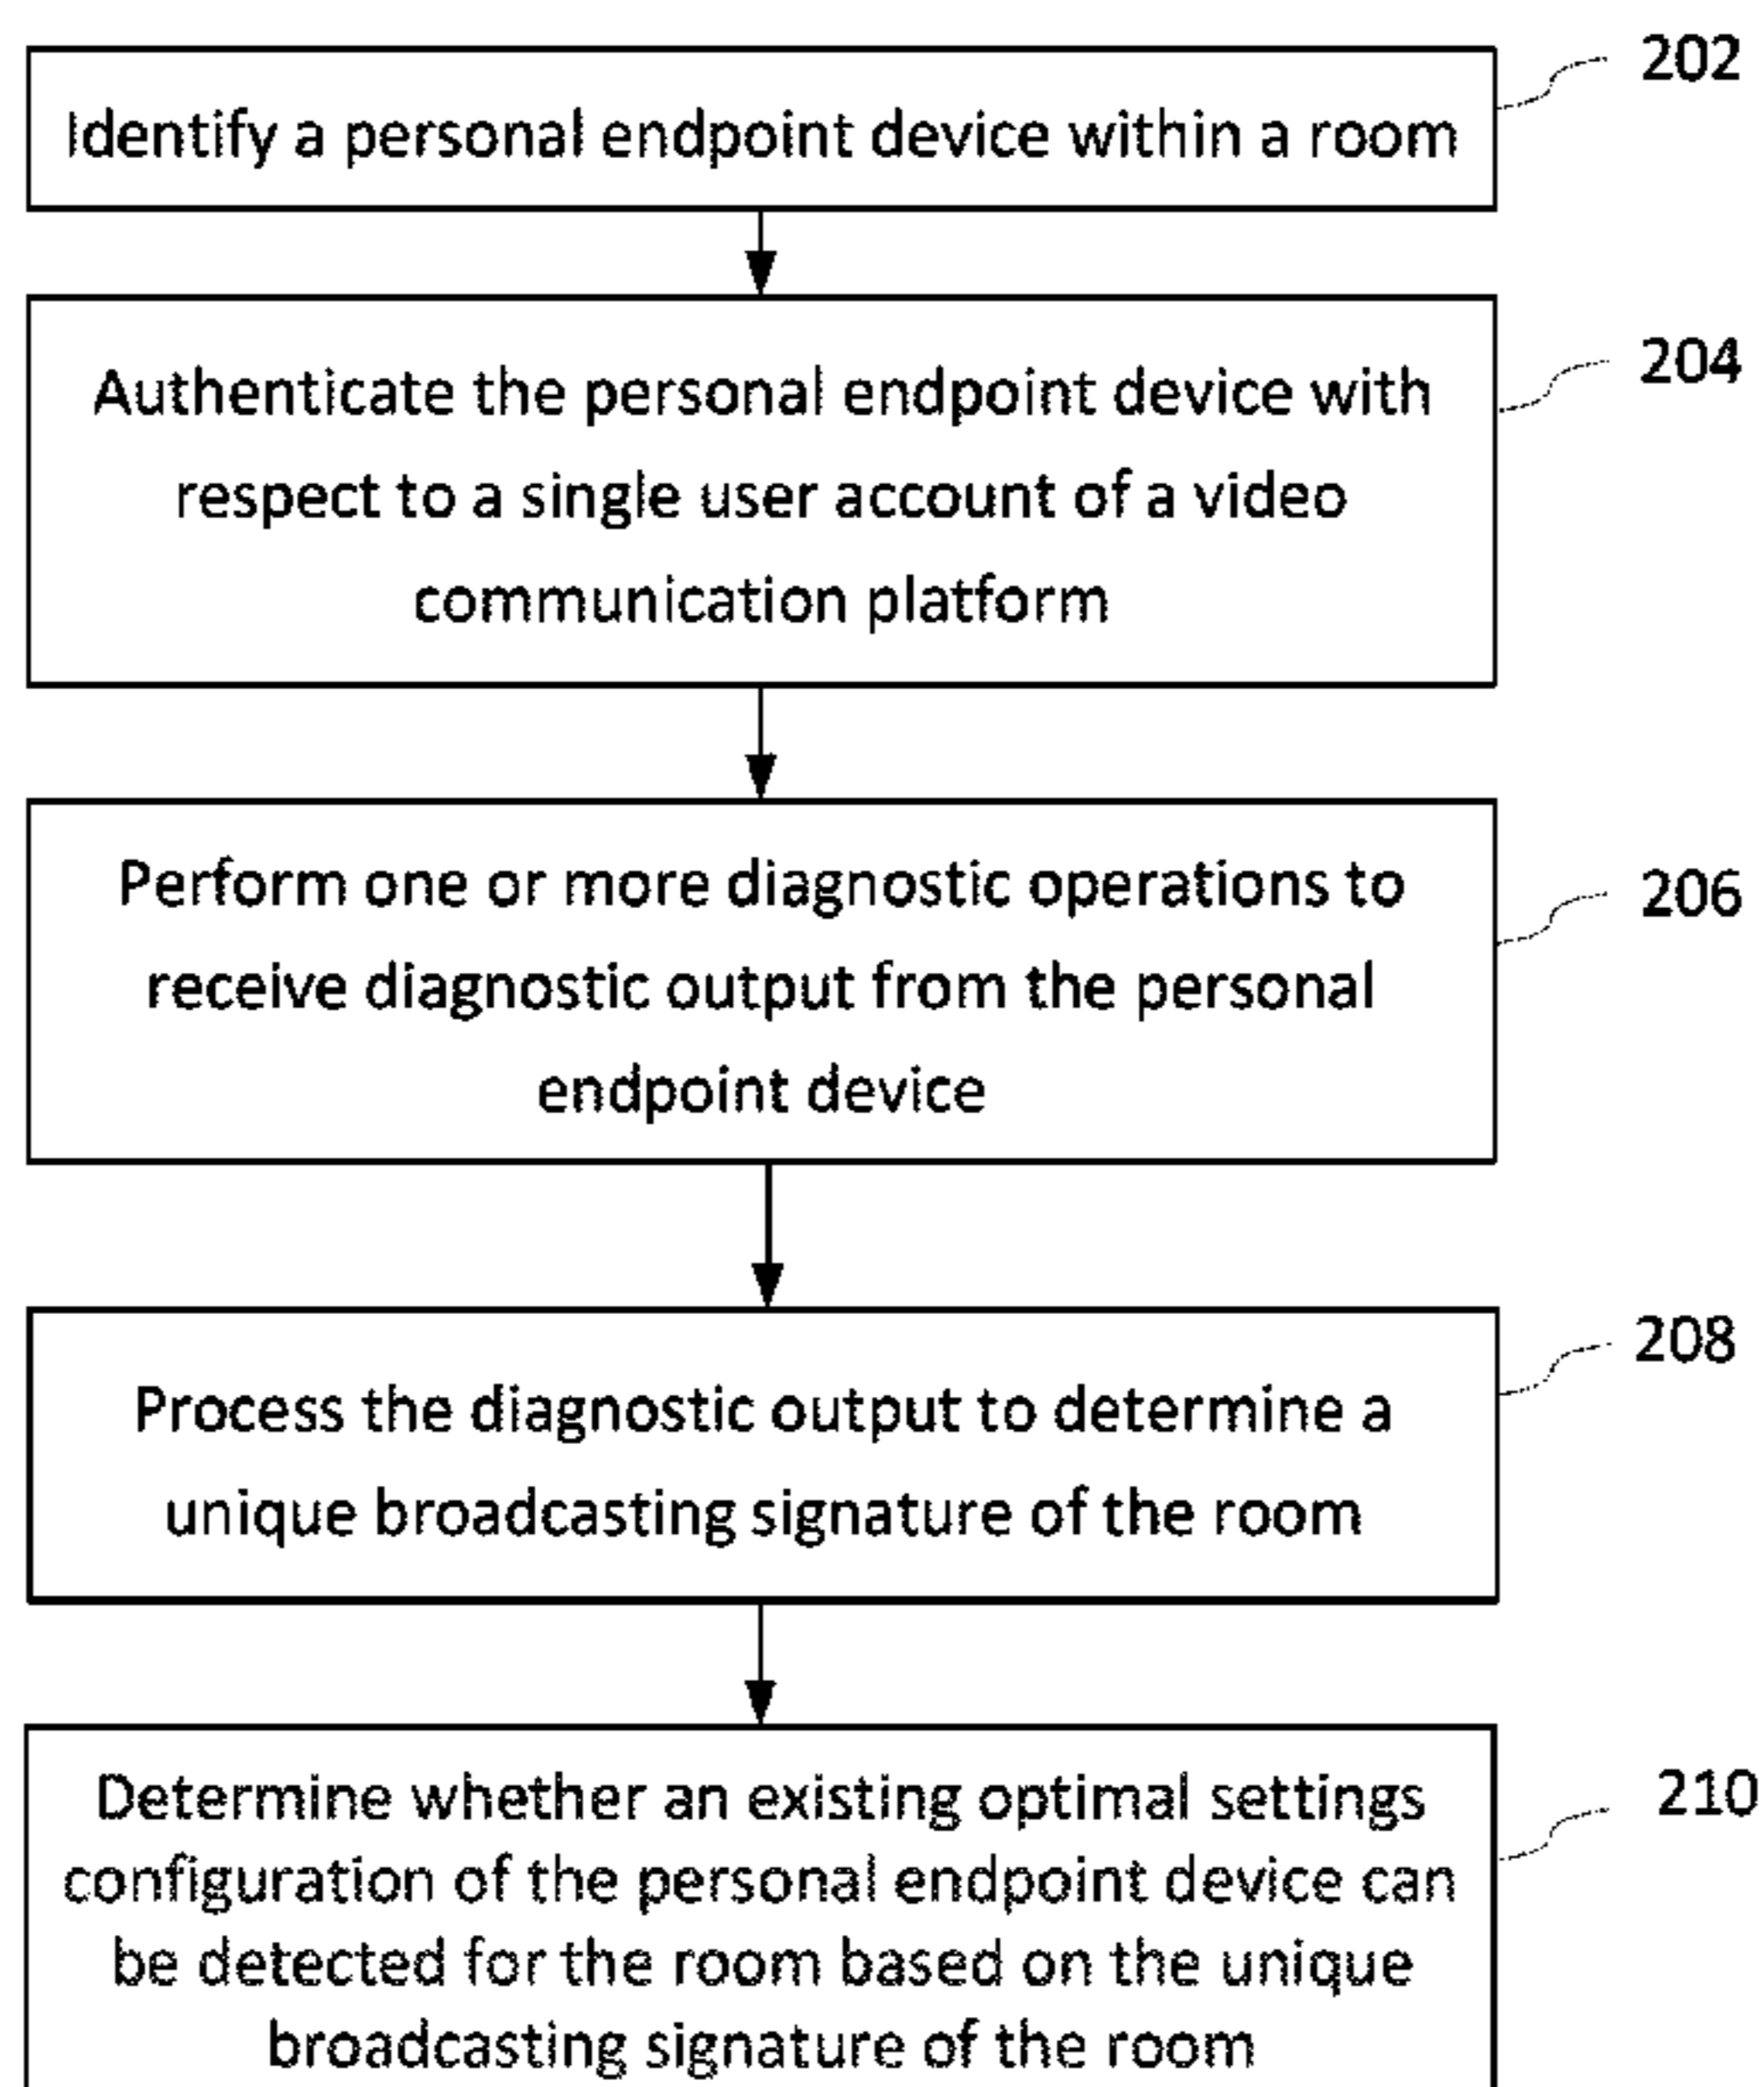 202
Identify a personal endpoint device within a room
204
Authenticate the personal endpoint device with
respect to a single user account of a video
communication platform
206
Perform one or more diagnostic operations to
receive diagnostic output from the personal
endpoint device
208
Process the diagnostic output to determine a
unique broadcasting signature of the room
210
Determine whether an existing optimal settings
configuration of the personal endpoint device can
be detected for the room based on the unique
broadcasting signature of the room